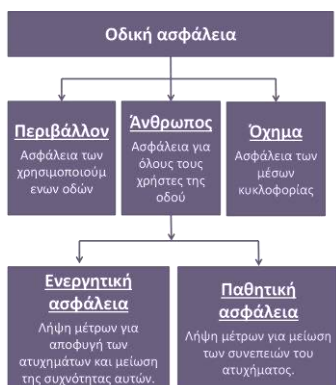 Οδική ασφάλεια
Περιβάλλον
Ασφάλεια των
χρησιμοποιούμ
ενων οδών
Άνθρωπος
Ασφάλεια για
όλους τους
χρήστες της
οδού
Όχημα
Ασφάλεια των
μέσων
κυκλοφορίας
Ενεργητική
ασφάλεια
Λήψη μέτρων για
αποφυγή των
ατυχημάτων και μείωση
της συχνότητας αυτών.
Παθητική
ασφάλεια
Λήψη μέτρων για μείωση
των συνεπειών του
ατυχήματος.